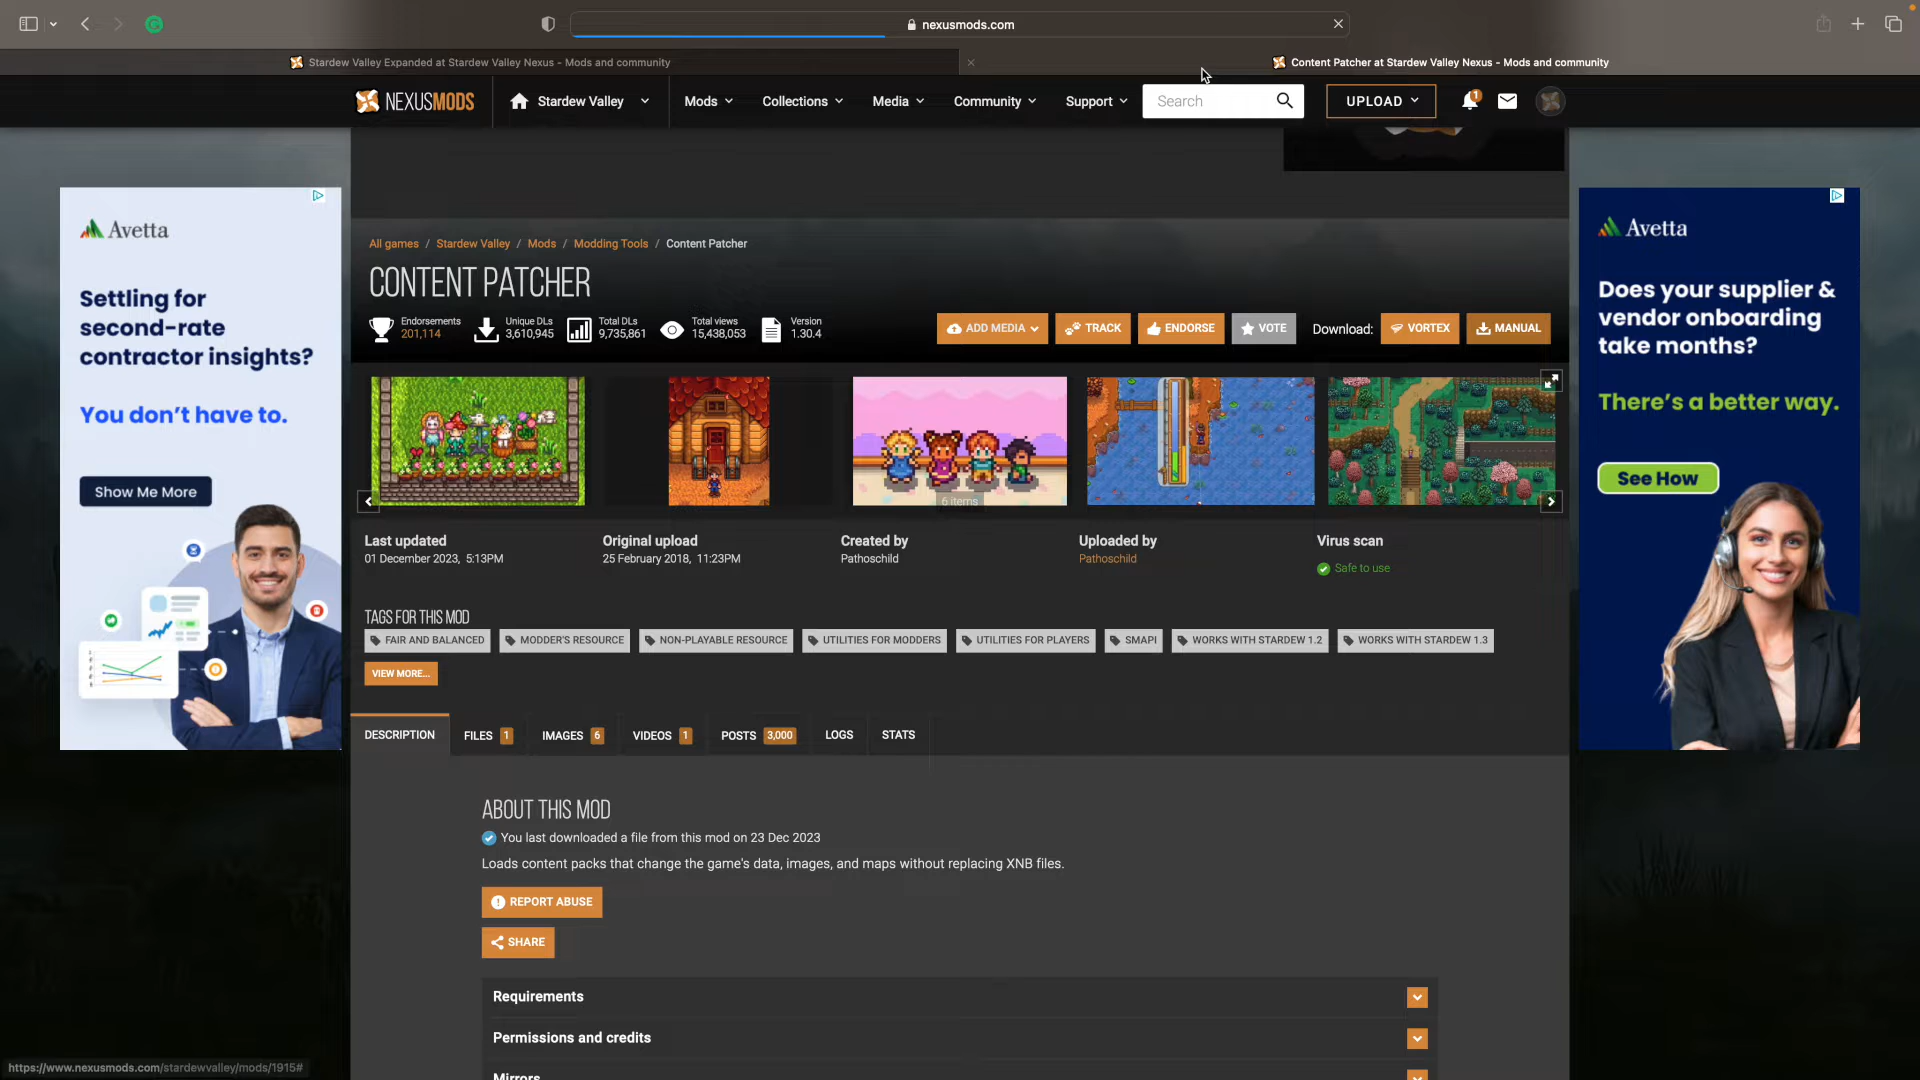 nexusmods.com
Stardew Valley Expanded at Stardew Valley Nexus - Mods and community
Content Patcher at Stardew Valley Nexus - Mods and community
NEXUSMODS
Stardew Valley
Mods
Collections
Media
Community
Support
Search
UPLOAD
1
All games / Stardew Valley / Mods / Modding Tools / Content Patcher
CONTENT PATCHER
Endorsements
201,114
Unique DLs
3,610,945
Total DLs
9,735,861
Total views
15,438,053
Version
1.30.4
ADD MEDIA
TRACK
ENDORSE
VOTE
Download:
VORTEX
MANUAL
6 items
Last updated
01 December 2023, 5:13PM
Original upload
25 February 2018, 11:23PM
Created by
Pathoschild
Uploaded by
Pathoschild
Virus scan
Safe to use
TAGS FOR THIS MOD
FAIR AND BALANCED
MODDER'S RESOURCE
NON-PLAYABLE RESOURCE
UTILITIES FOR MODDERS
UTILITIES FOR PLAYERS
SMAPI
WORKS WITH STARDEW 1.2
WORKS WITH STARDEW 1.3
VIEW MORE...
DESCRIPTION
FILES 1
IMAGES 6
VIDEOS 1
POSTS 3,000
LOGS
STATS
ABOUT THIS MOD
You last downloaded a file from this mod on 23 Dec 2023
Loads content packs that change the game's data, images, and maps without replacing XNB files.
REPORT ABUSE
SHARE
Requirements
Permissions and credits
Mirrors
Avetta
Settling for
second-rate
contractor insights?
You don't have to.
Show Me More
Avetta
Does your supplier &
vendor onboarding
take months?
There's a better way.
See How
https://www.nexusmods.com/stardewvalley/mods/1915#